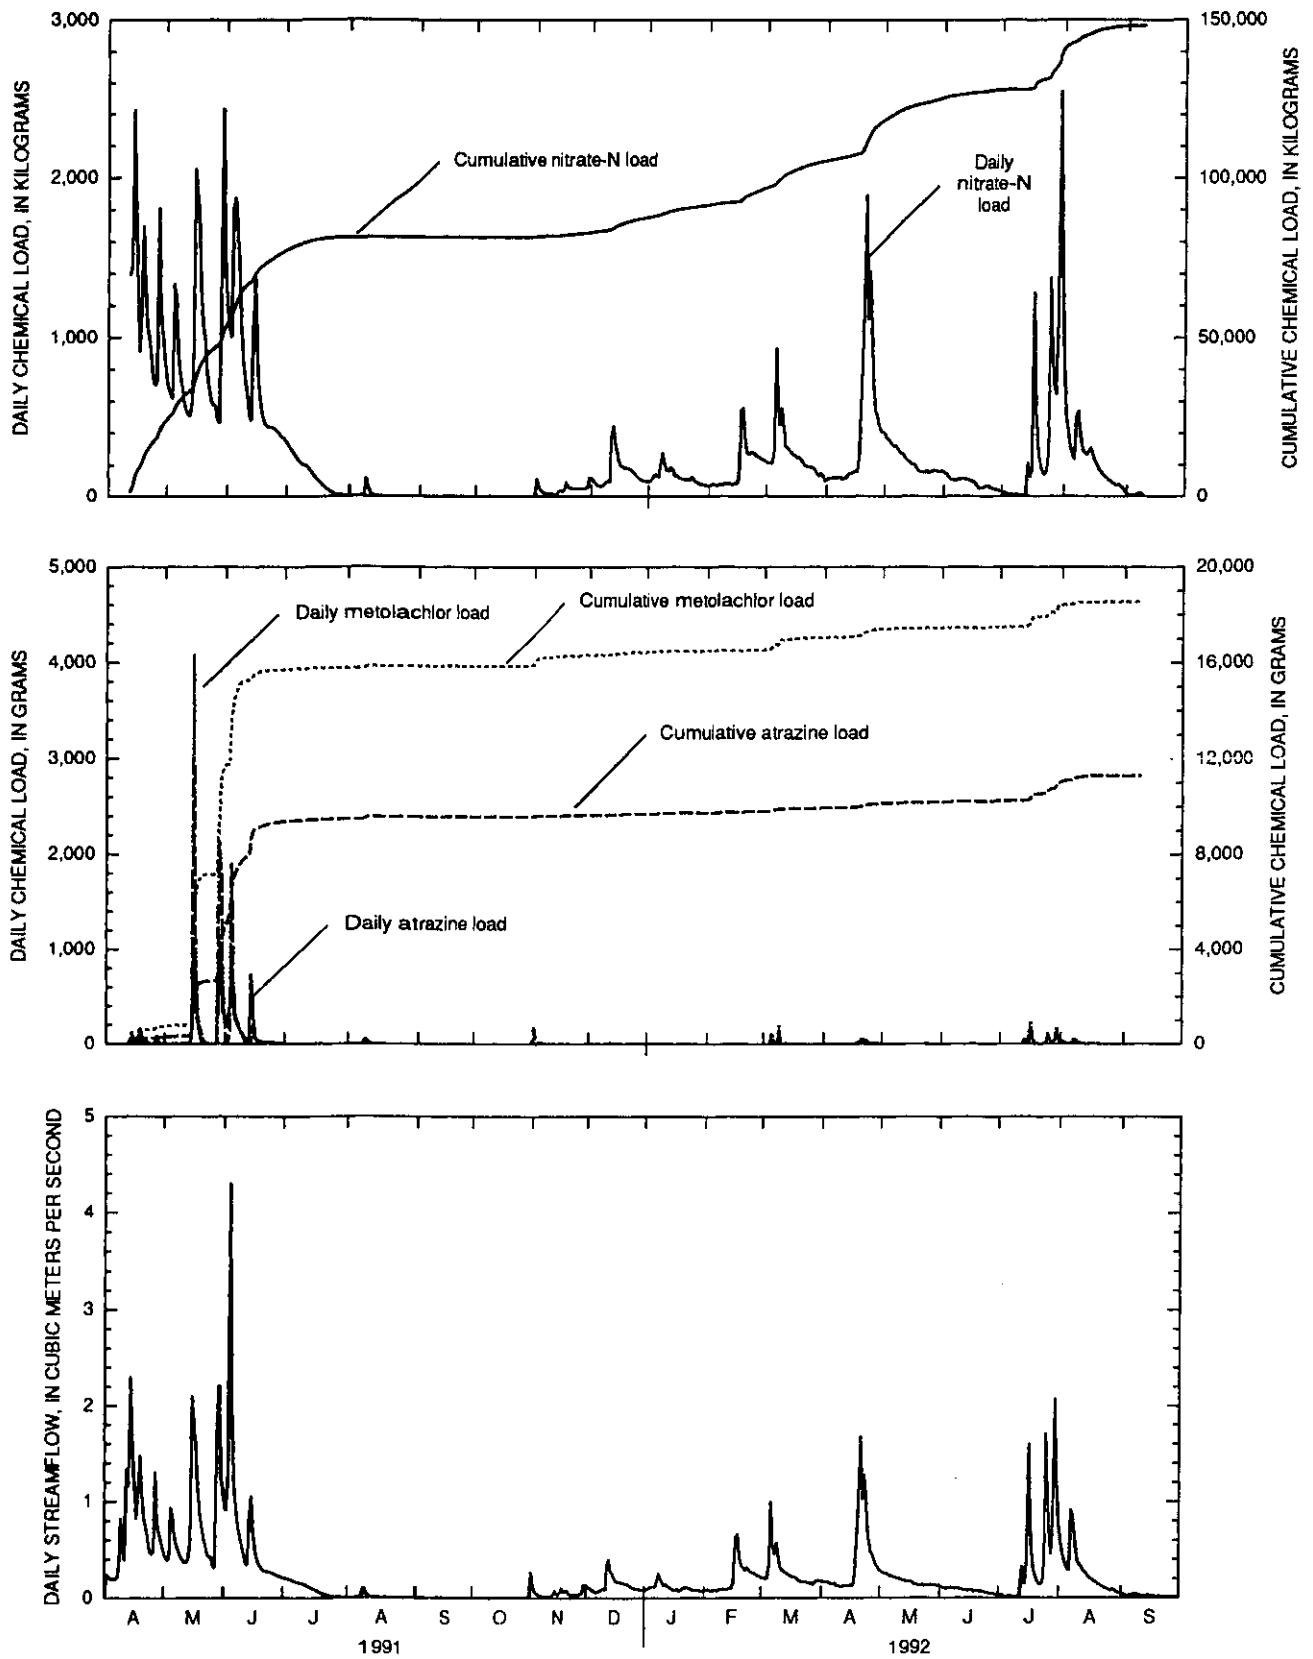 3,000
2,000
1,000
0
DAILY CHEMICAL LOAD, IN KILOGRAMS
Cumulative nitrate-N load
Daily
nitrate-N
load
150,000
100,000
50,000
0
CUMULATIVE CHEMICAL LOAD, IN KILOGRAMS
5,000
4,000
3,000
2,000
1,000
0
DAILY CHEMICAL LOAD, IN GRAMS
Daily metolachlor load
Cumulative metolachlor load
Cumulative atrazine load
Daily atrazine load
20,000
16,000
12,000
8,000
4,000
0
CUMULATIVE CHEMICAL LOAD, IN GRAMS
5
4
3
2
1
0
DAILY STREAMFLOW, IN CUBIC METERS PER SECOND
A M J J A S O N D J F M A M J J A S
1991 1992